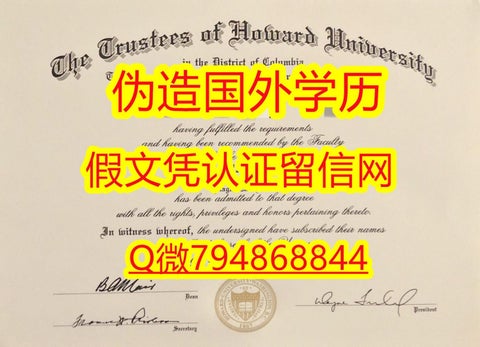 The Trustees of Howard University
in the District of Columbia
伪造国外学历
having fulfilled the requirements
and having been recommended by the Faculty
假文凭认证留信网
has been admitted to that degree
with all the rights, privileges and honors pertaining thereto.
In witness whereof, the undersigned have subscribed their names
Q微794868844
Dean
President
Secretary